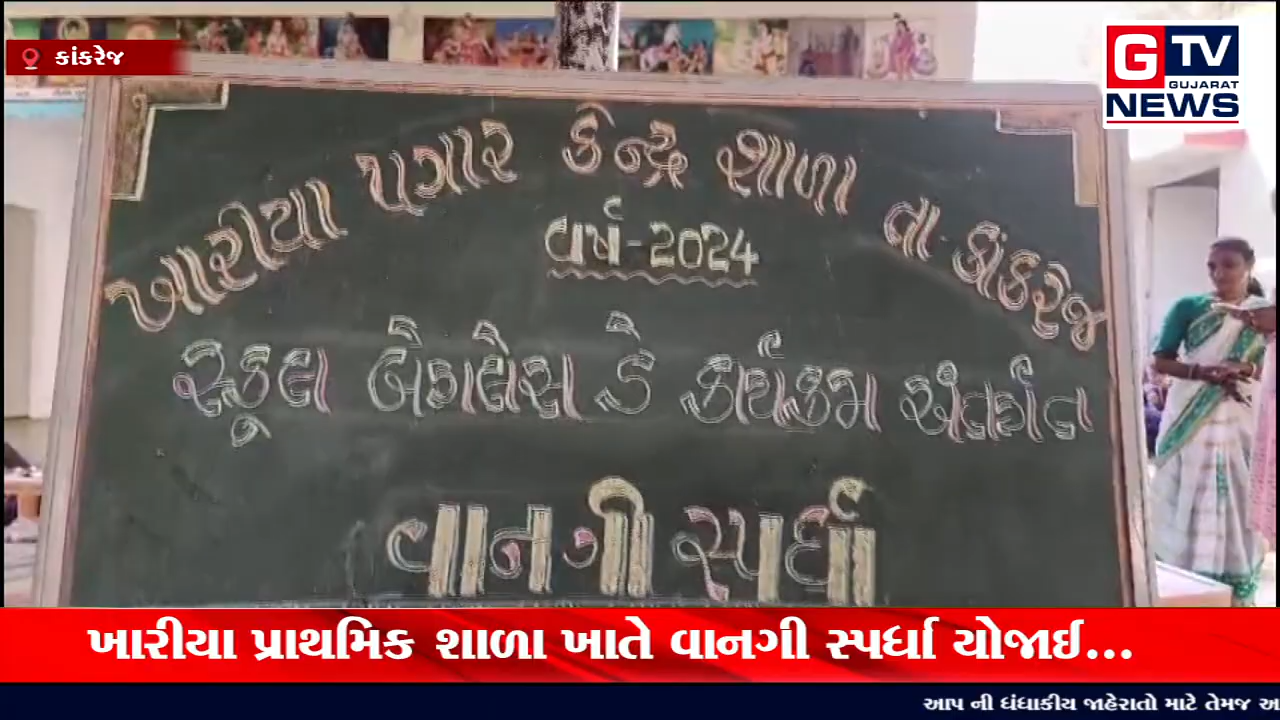 કાંકરેજ
G TV
GUJARAT
NEWS
ખારીયા પગાર કેન્દ્ર શાળા તા. કાંકરેજ
વર્ષ-2024
સ્કૂલ બેગલેસ ડે કાર્યક્રમ અંતર્ગત
વાનગી સ્પર્ધા
ખારીયા પ્રાથમિક શાળા ખાતે વાનગી સ્પર્ધા યોજાઈ...
આપ ની ધંધાકીય જાહેરાતો માટે તેમજ અ